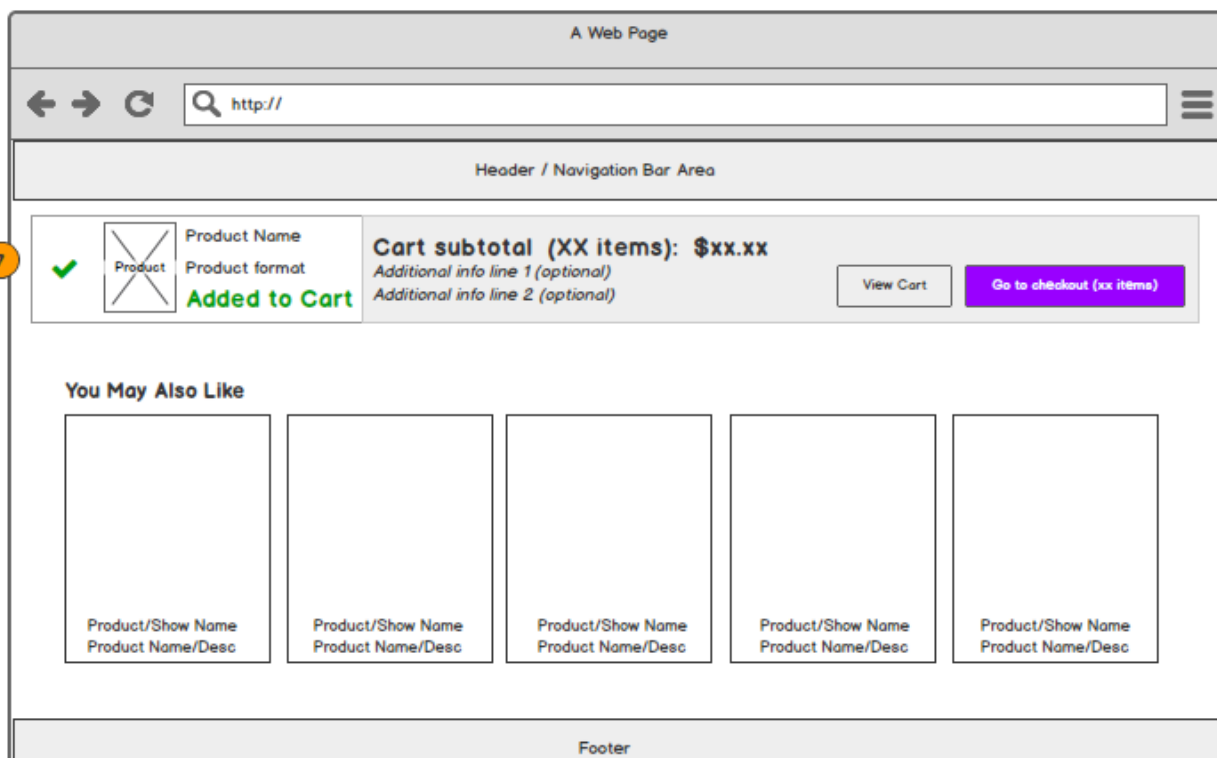 A Web Page
http://
Header / Navigation Bar Area
7
Product
Product Name
Product format
Added to Cart
Cart subtotal (XX items): $xx.xx
Additional info line 1 (optional)
Additional info line 2 (optional)
View Cart
Go to checkout (xx items)
You May Also Like
Product/Show Name
Product Name/Desc
Product/Show Name
Product Name/Desc
Product/Show Name
Product Name/Desc
Product/Show Name
Product Name/Desc
Product/Show Name
Product Name/Desc
Footer